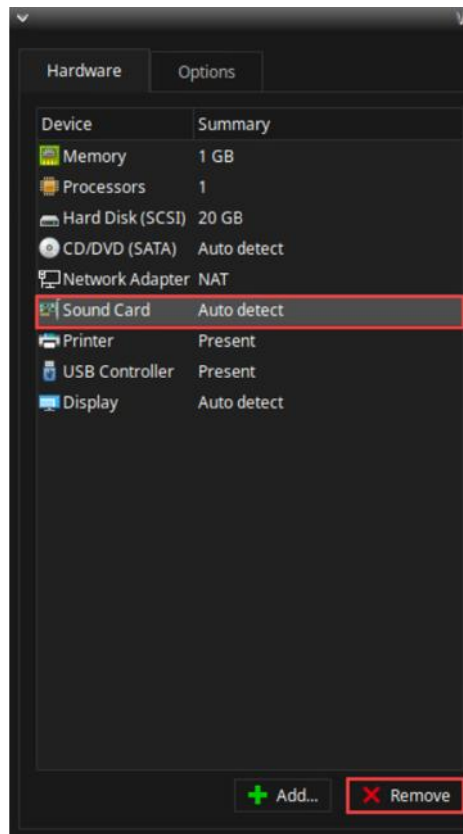 Hardware Options
Device Summary
Memory 1 GB
Processors 1
Hard Disk (SCSI) 20 GB
CD/DVD (SATA) Auto detect
Network Adapter NAT
Sound Card Auto detect
Printer Present
USB Controller Present
Display Auto detect
Add... Remove